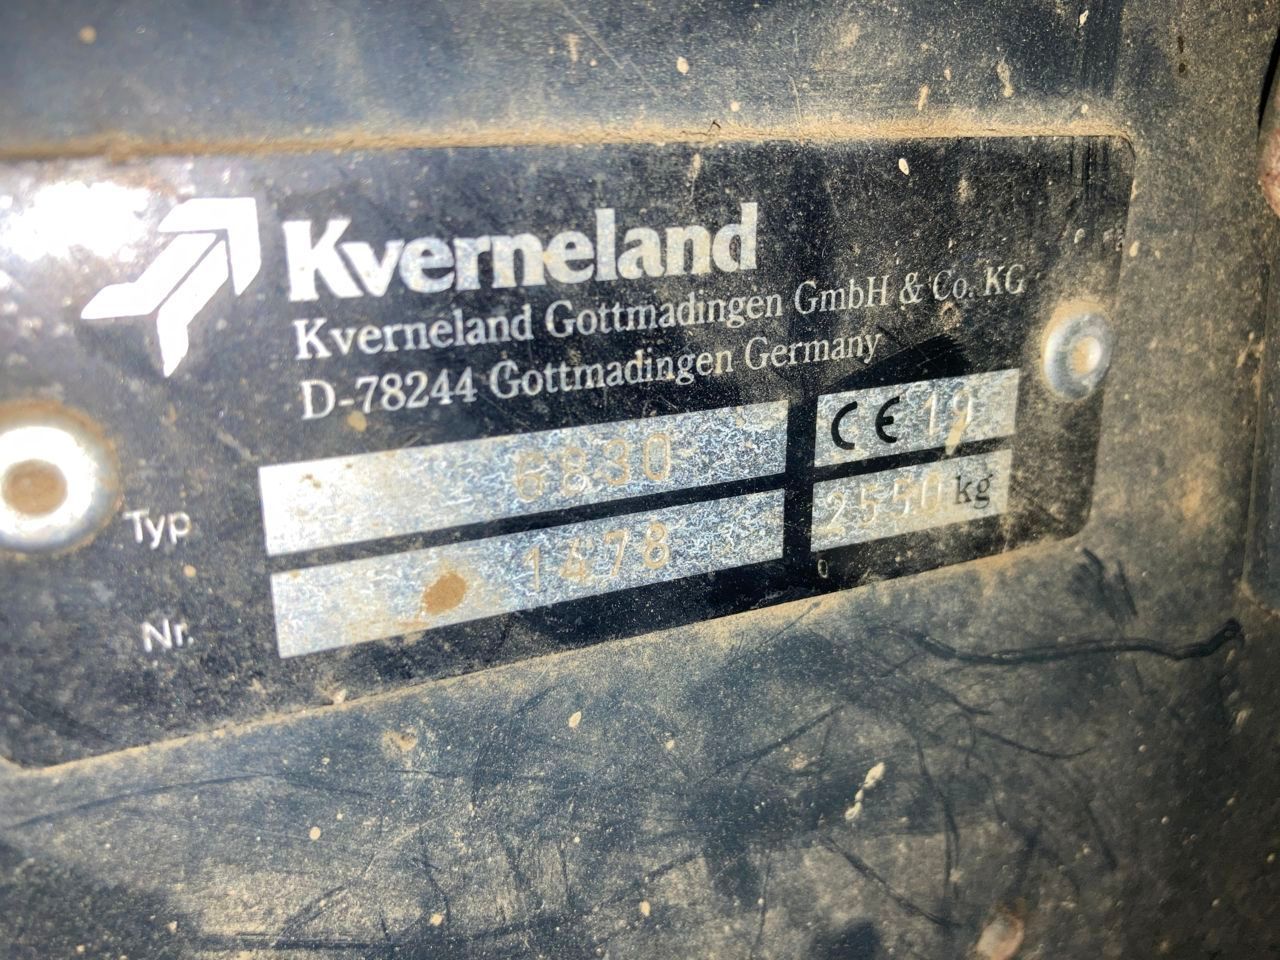 Kverneland
Kverneland Gottmadingen GmbH & Co. KG
D-78244 Gottmadingen Germany
Typ 6830 CE 19
Nr. 1478 2550 kg